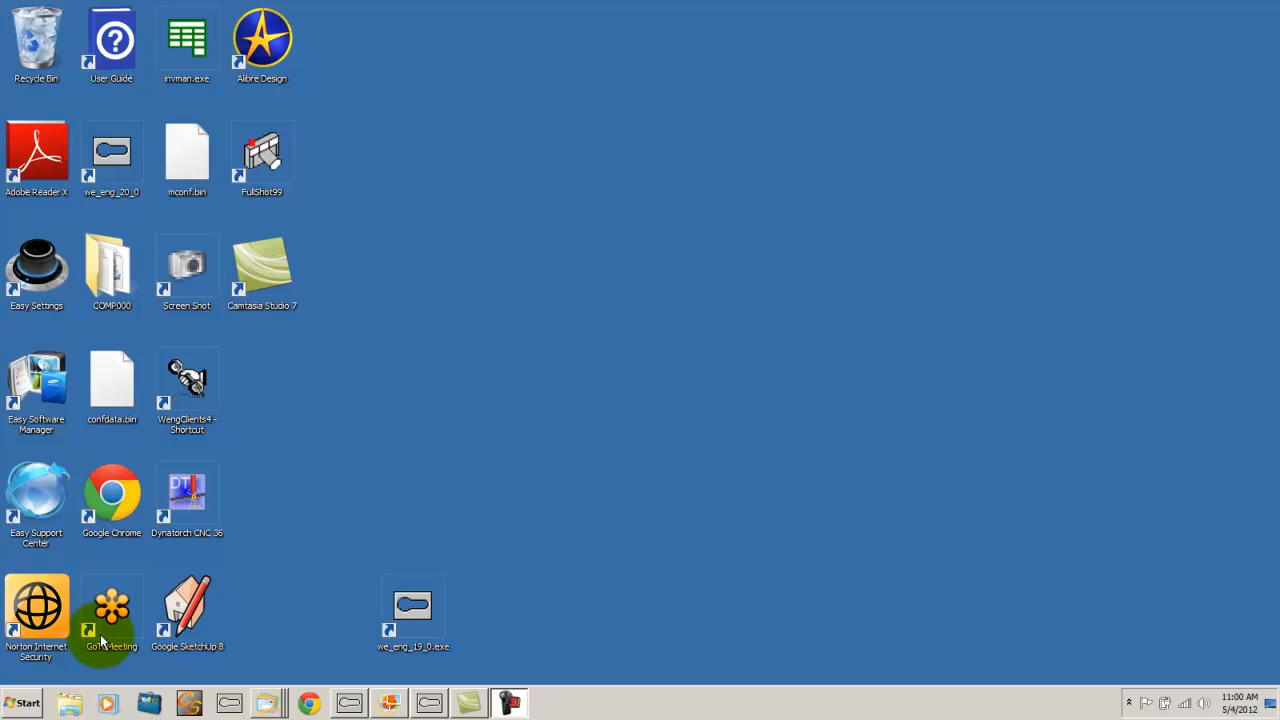 Recycle Bin
User Guide
invman.exe
Alibre Design
Adobe Reader X
we_eng_20_0
mconf.bin
FullShot99
Easy Settings
COMP000
Screen Shot
Camtasia Studio 7
Easy Software
Manager
confdata.bin
WengClients4 -
Shortcut
DT
Easy Support
Center
Google Chrome
Dynatorch CNC 36
Norton Internet
Security
GoToMeeting
Google SketchUp 8
we_eng_19_0.exe
Start
11:00 AM
5/4/2012